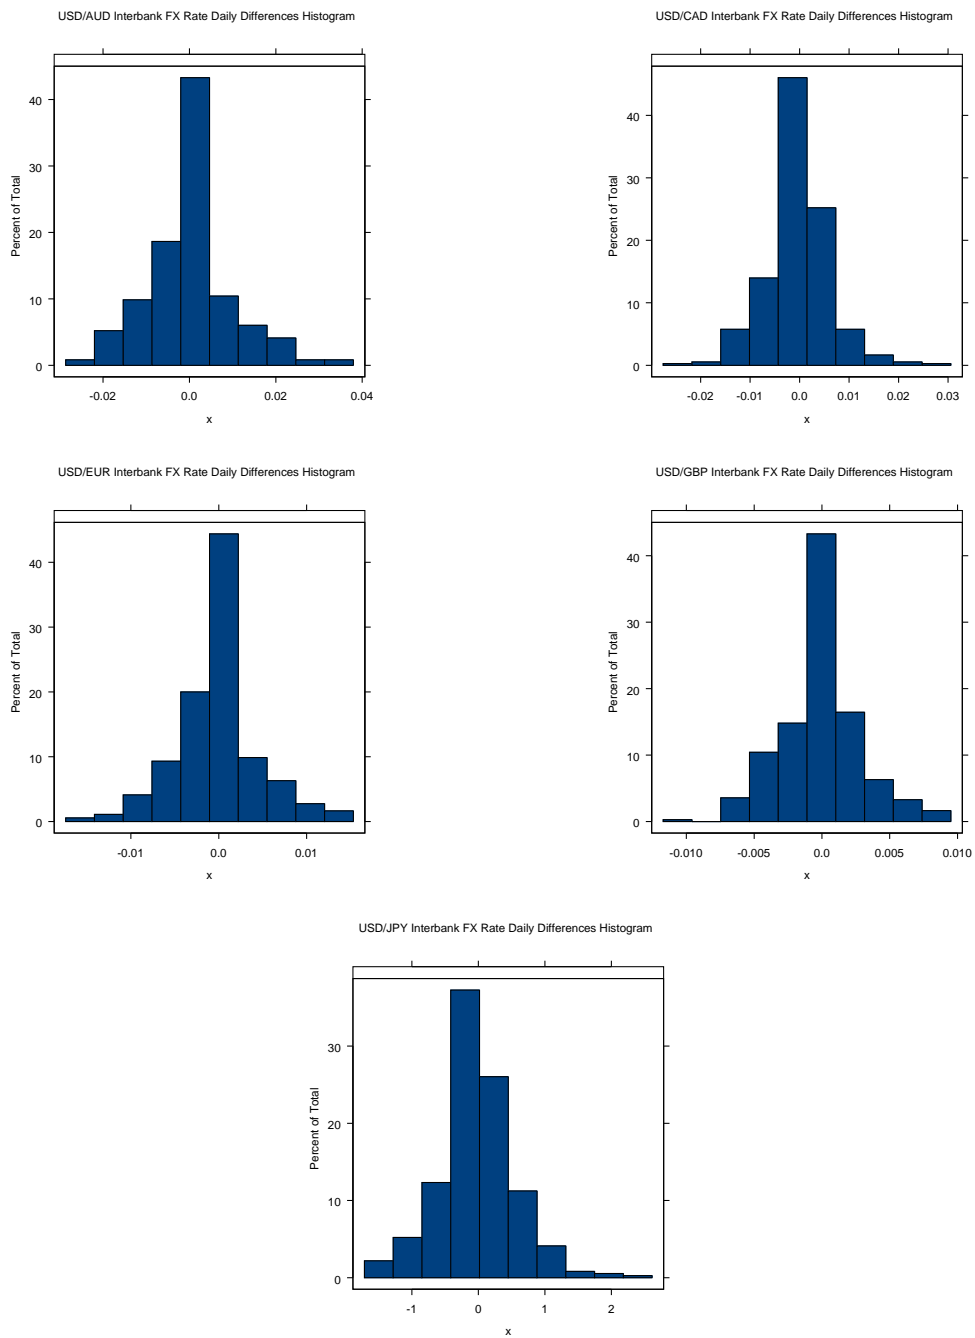 USD/AUD Interbank FX Rate Daily Differences Histogram
Percent of Total
40
30
20
10
0
-0.02 0.0 0.02 0.04
x
USD/CAD Interbank FX Rate Daily Differences Histogram
Percent of Total
40
30
20
10
0
-0.02 -0.01 0.0 0.01 0.02 0.03
x
USD/EUR Interbank FX Rate Daily Differences Histogram
Percent of Total
40
30
20
10
0
-0.01 0.0 0.01
x
USD/GBP Interbank FX Rate Daily Differences Histogram
Percent of Total
40
30
20
10
0
-0.010 -0.005 0.0 0.005 0.010
x
USD/JPY Interbank FX Rate Daily Differences Histogram
Percent of Total
30
20
10
0
-1 0 1 2
x